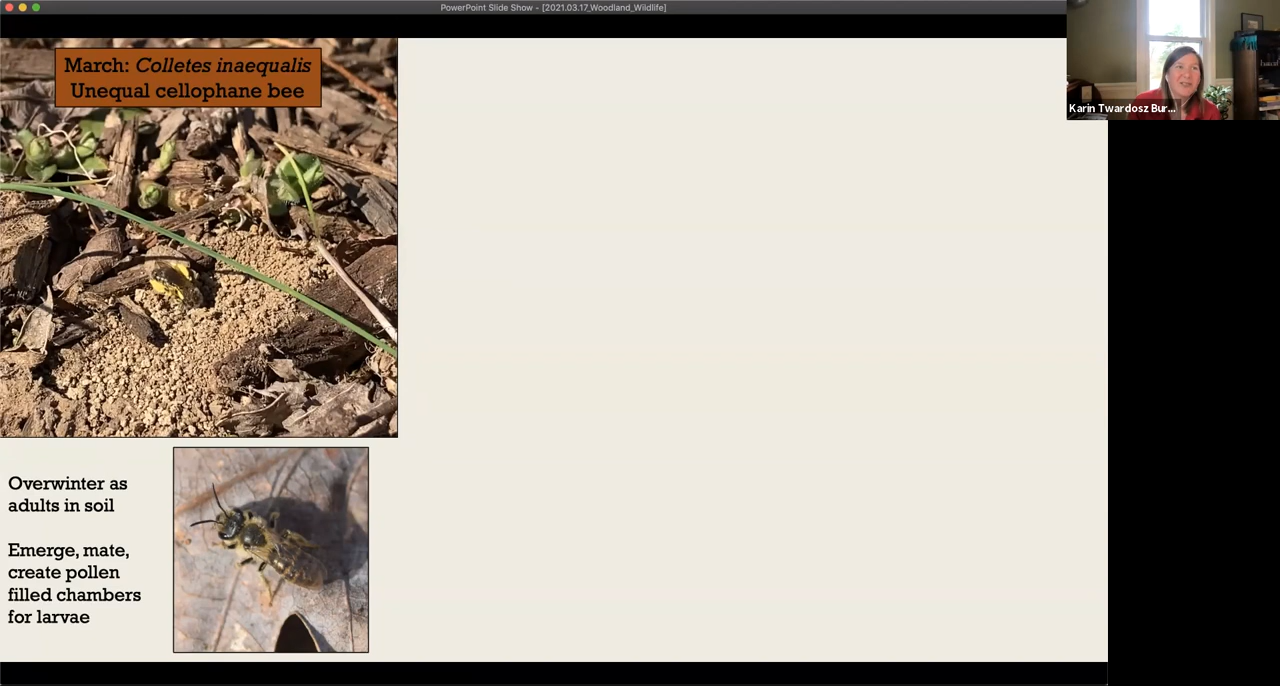 PowerPoint Slide Show - [2021.03.17_Woodland_Wildlife]
March: Colletes inaequalis
Unequal cellophane bee
Karin Twardosz Bur...
Overwinter as
adults in soil
Emerge, mate,
create pollen
filled chambers
for larvae